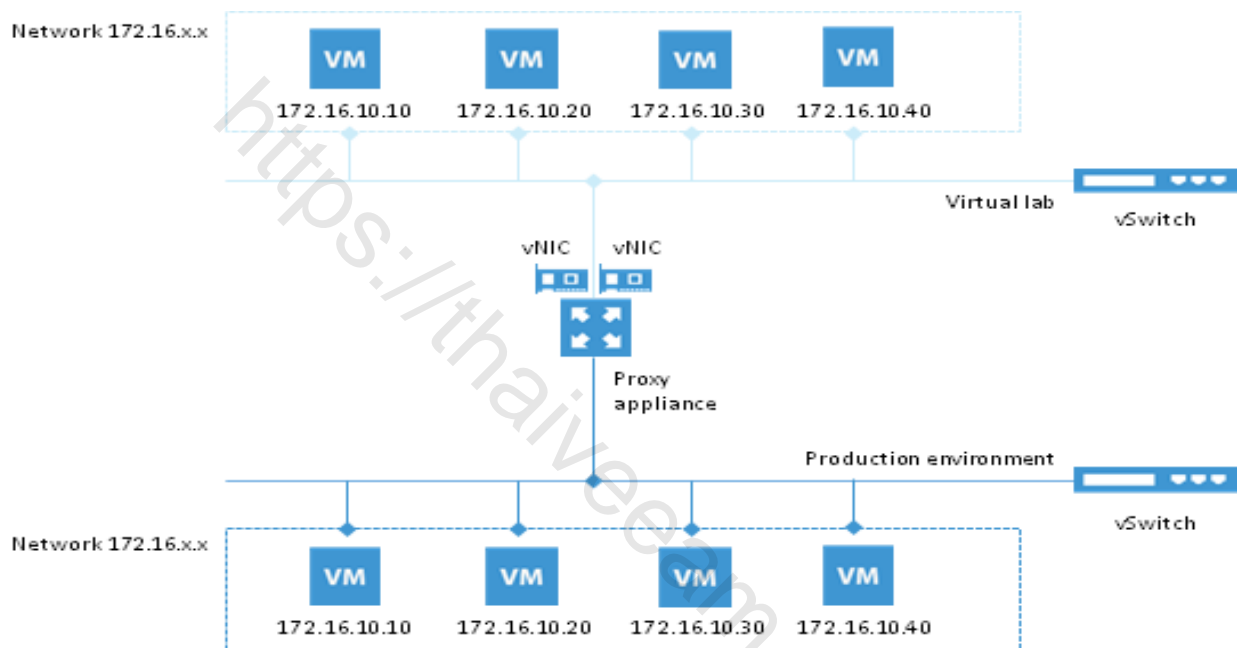 Network 172.16.x.x
VM VM VM VM
172.16.10.10 172.16.10.20 172.16.10.30 172.16.10.40
Virtual lab
vSwitch
vNIC vNIC
Proxy
appliance
Production environment
vSwitch
Network 172.16.x.x
VM VM VM VM
172.16.10.10 172.16.10.20 172.16.10.30 172.16.10.40
https://thaiveeam